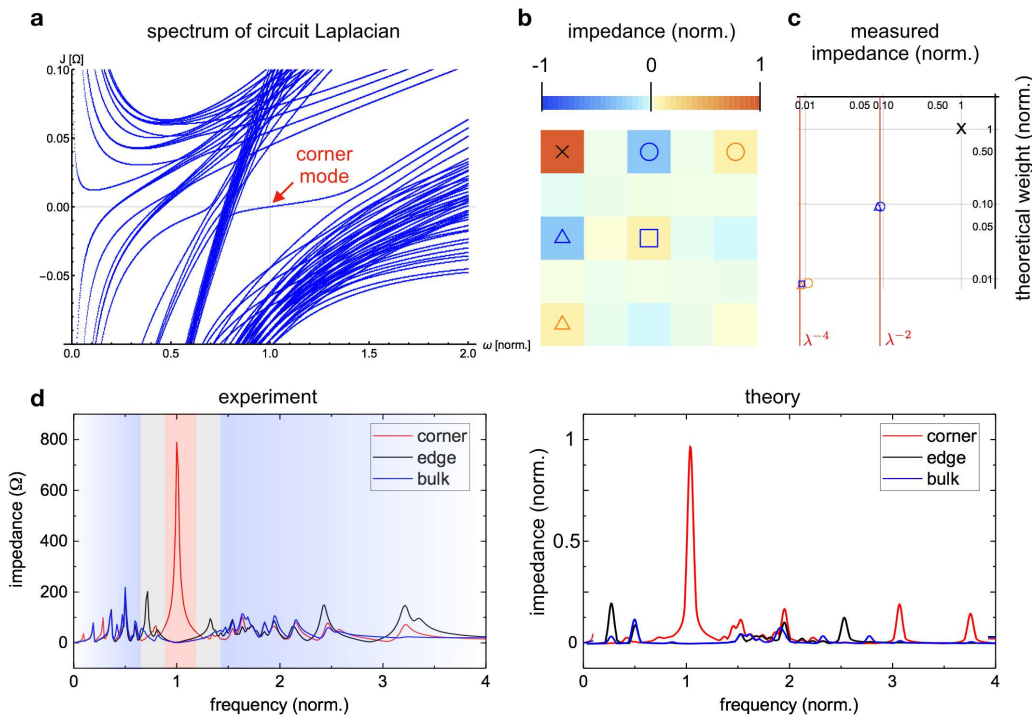 a
spectrum of circuit Laplacian
J [Ω]
0.10
0.05
0.00
−0.05
0.0
0.5
1.0
1.5
2.0
ω [norm.]
corner
mode
b
impedance (norm.)
-1
0
1
c
measured
impedance (norm.)
0.01
0.05 0.10
0.50
1
1
0.50
0.10
0.05
0.01
theoretical weight (norm.)
λ⁻⁴
λ⁻²
d
experiment
impedance (Ω)
800
600
400
200
0
0
1
2
3
4
frequency (norm.)
corner
edge
bulk
theory
impedance (norm.)
1
0.5
0
0
1
2
3
4
frequency (norm.)
corner
edge
bulk